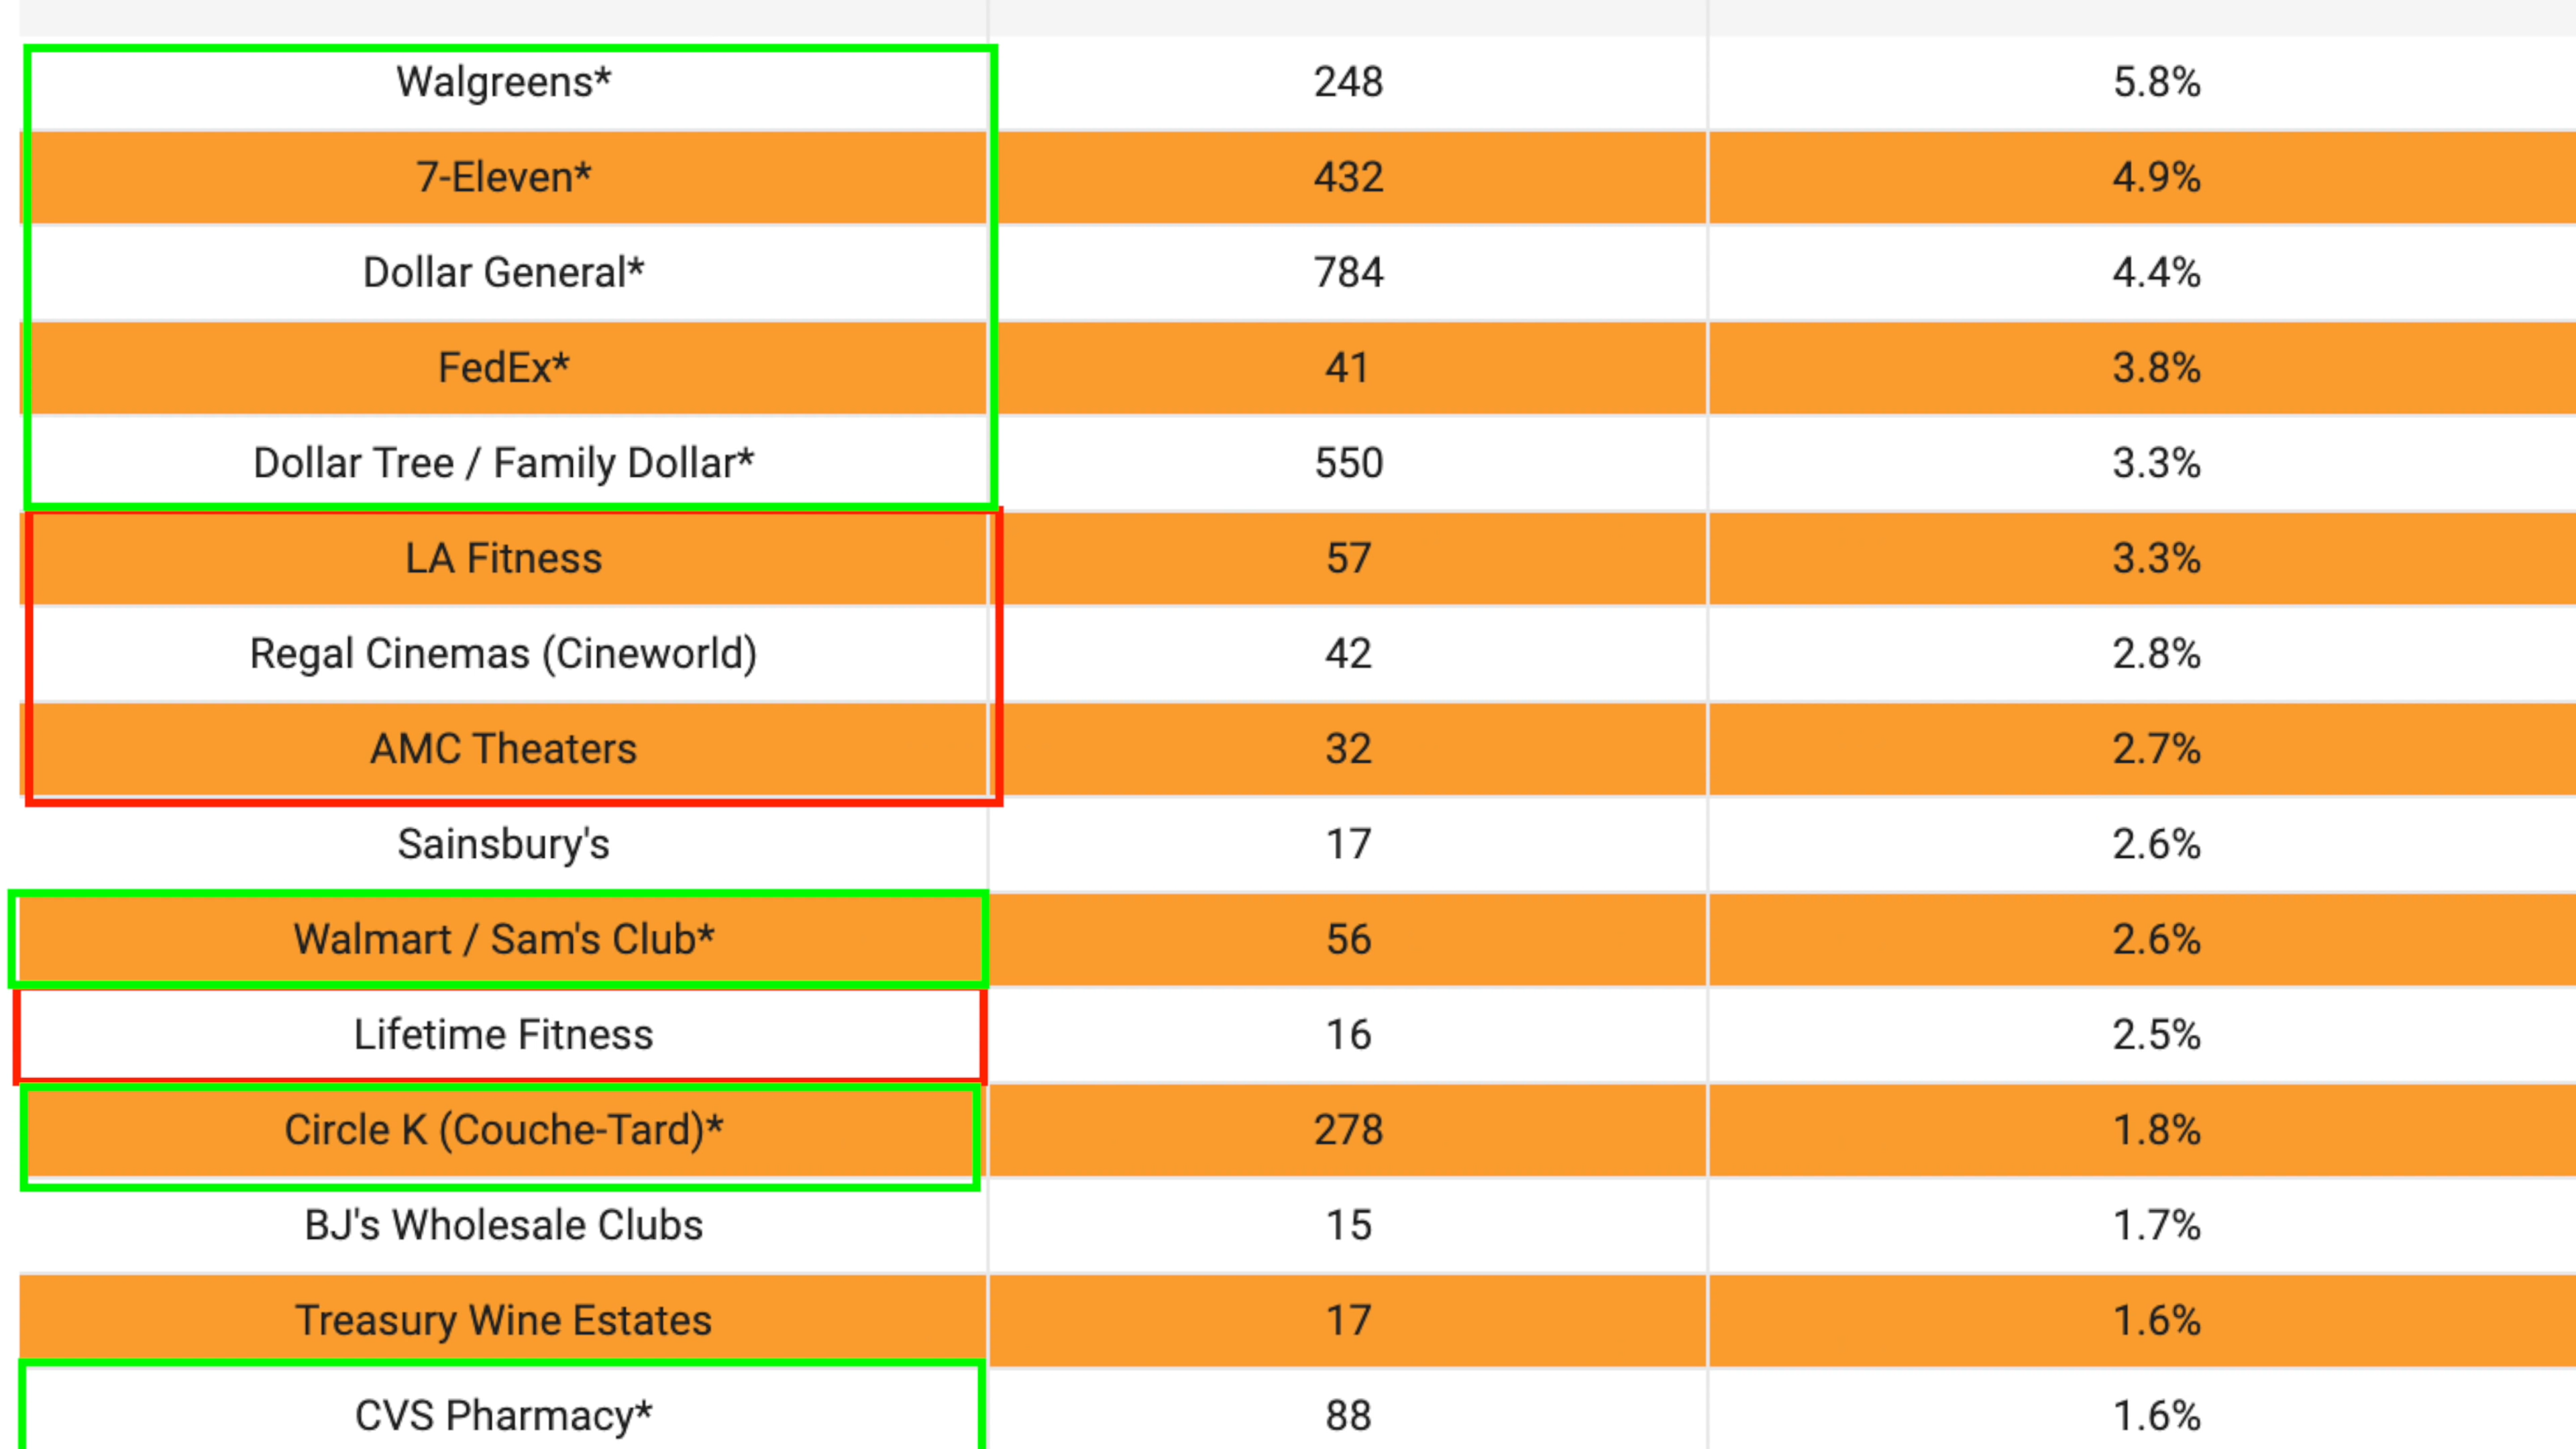 Walgreens* 248 5.8%
7-Eleven* 432 4.9%
Dollar General* 784 4.4%
FedEx* 41 3.8%
Dollar Tree / Family Dollar* 550 3.3%
LA Fitness 57 3.3%
Regal Cinemas (Cineworld) 42 2.8%
AMC Theaters 32 2.7%
Sainsbury's 17 2.6%
Walmart / Sam's Club* 56 2.6%
Lifetime Fitness 16 2.5%
Circle K (Couche-Tard)* 278 1.8%
BJ's Wholesale Clubs 15 1.7%
Treasury Wine Estates 17 1.6%
CVS Pharmacy* 88 1.6%